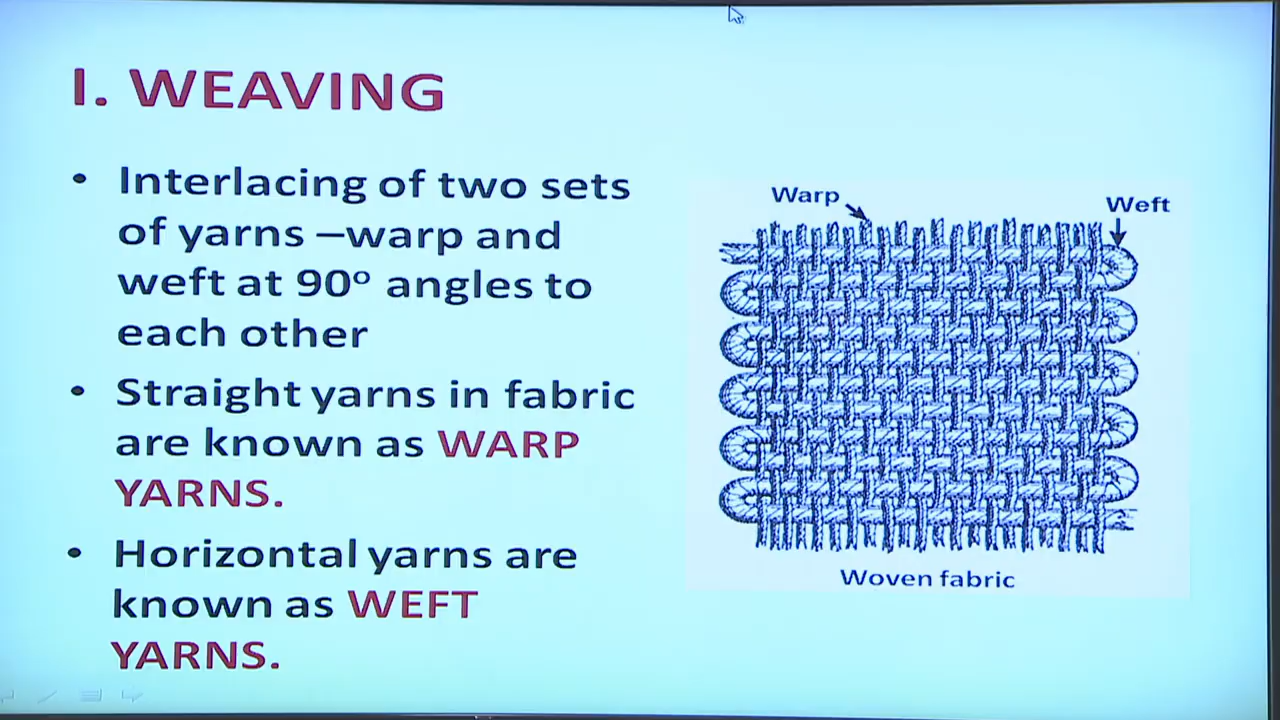 I. WEAVING
• Interlacing of two sets
of yarns –warp and
weft at 90º angles to
each other
• Straight yarns in fabric
are known as WARP
YARNS.
• Horizontal yarns are
known as WEFT
YARNS.
Warp
Weft
Woven fabric